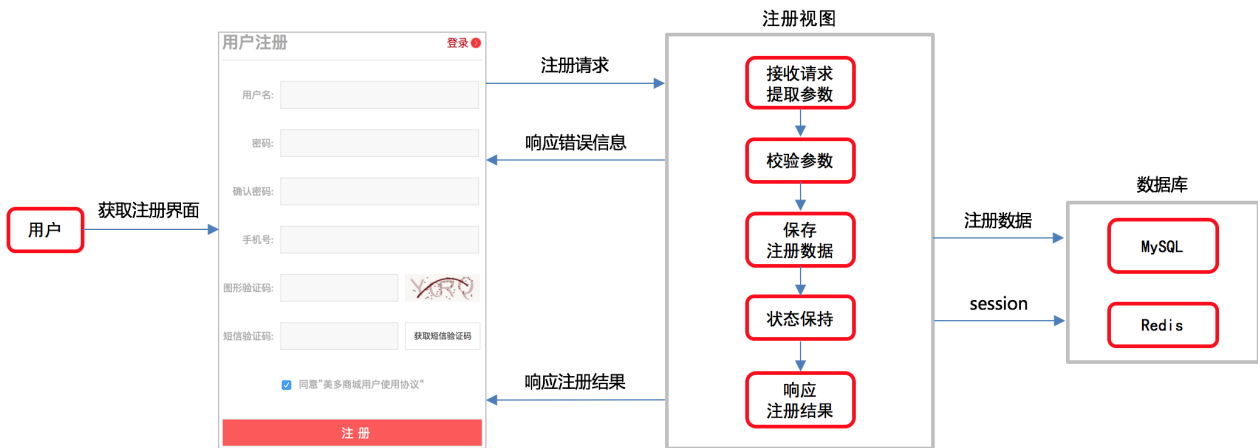 用户
获取注册界面
用户注册
登录
用户名:
密码:
确认密码:
手机号:
图形验证码:
短信验证码:
获取短信验证码
同意"美多商城用户使用协议"
注 册
注册请求
响应错误信息
响应注册结果
注册视图
接收请求
提取参数
校验参数
保存
注册数据
状态保持
响应
注册结果
注册数据
session
数据库
MySQL
Redis